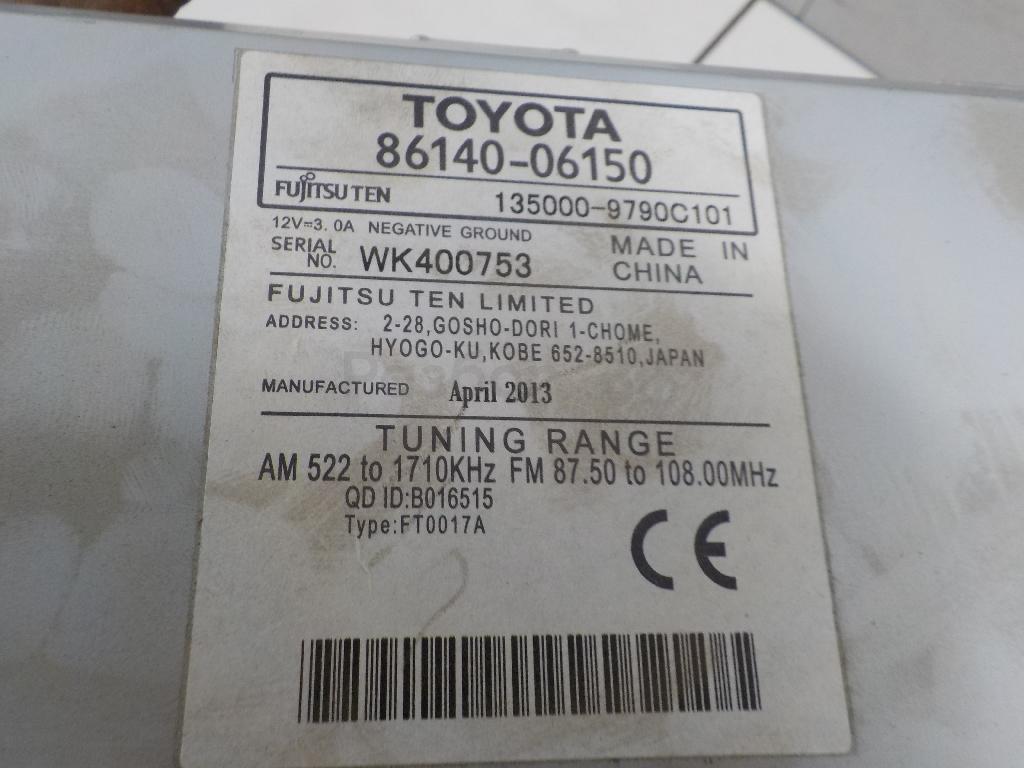 TOYOTA
86140-06150
FUJITSU TEN 135000-9790C101
12V⎓3.0A NEGATIVE GROUND
SERIAL NO. WK400753
MADE IN CHINA
FUJITSU TEN LIMITED
ADDRESS: 2-28,GOSHO-DORI 1-CHOME,
HYOGO-KU,KOBE 652-8510,JAPAN
MANUFACTURED April 2013
TUNING RANGE
AM 522 to 1710KHz FM 87.50 to 108.00MHz
QD ID:B016515
Type:FT0017A
CE